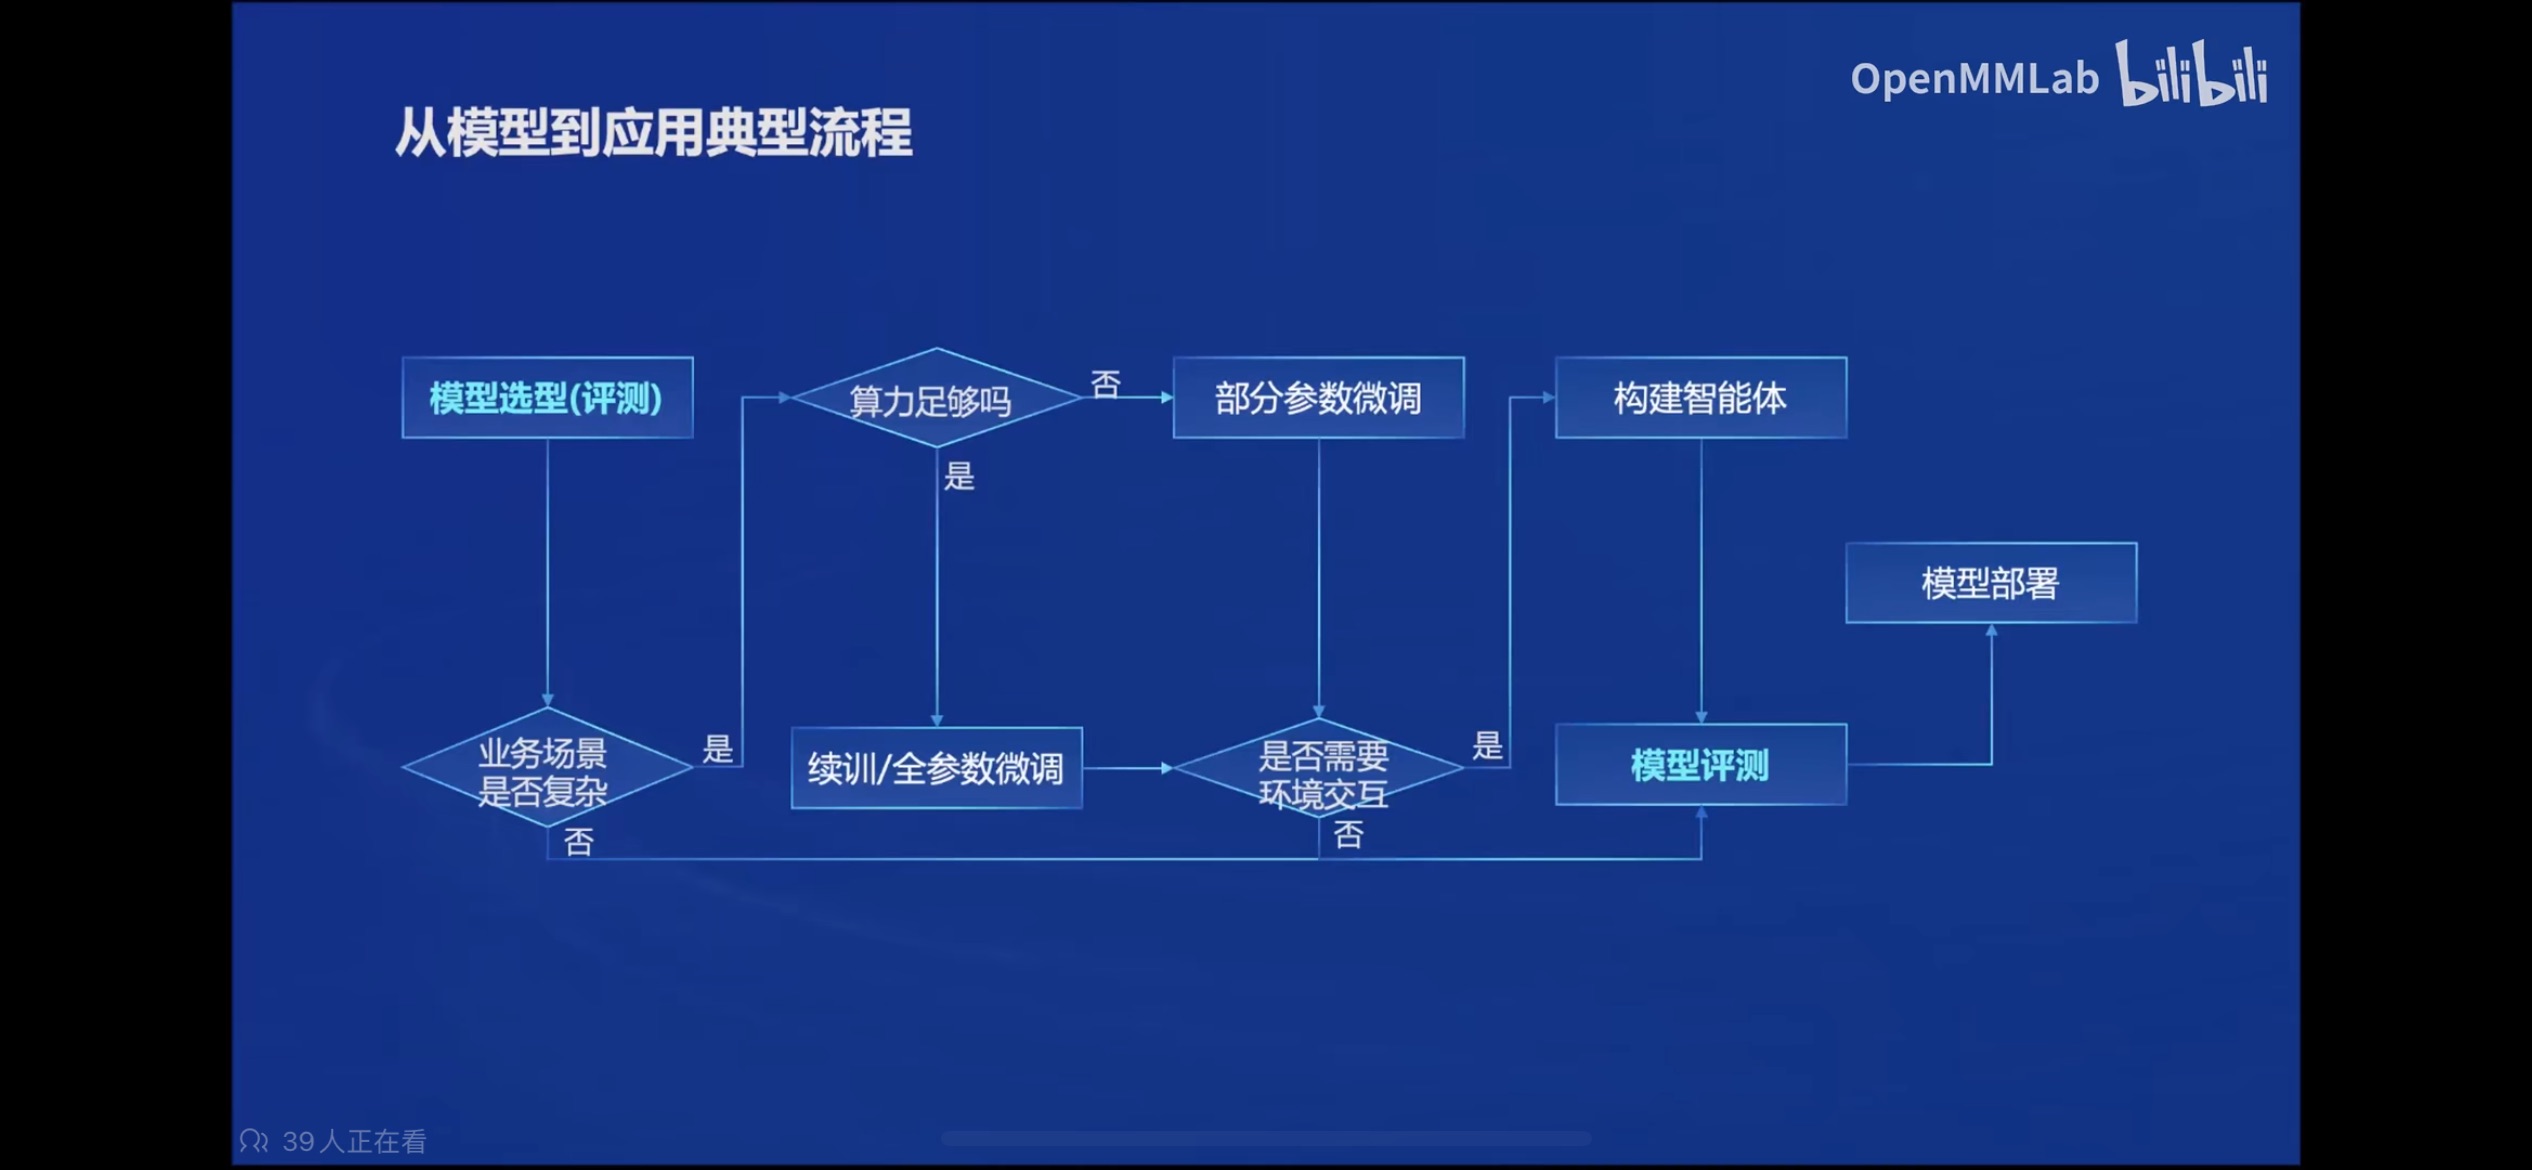 OpenMMLab bilibili
从模型到应用典型流程
模型选型(评测)
算力足够吗
否
部分参数微调
构建智能体
是
模型部署
业务场景
是否复杂
是
续训/全参数微调
是否需要
环境交互
是
模型评测
否
否
39人正在看